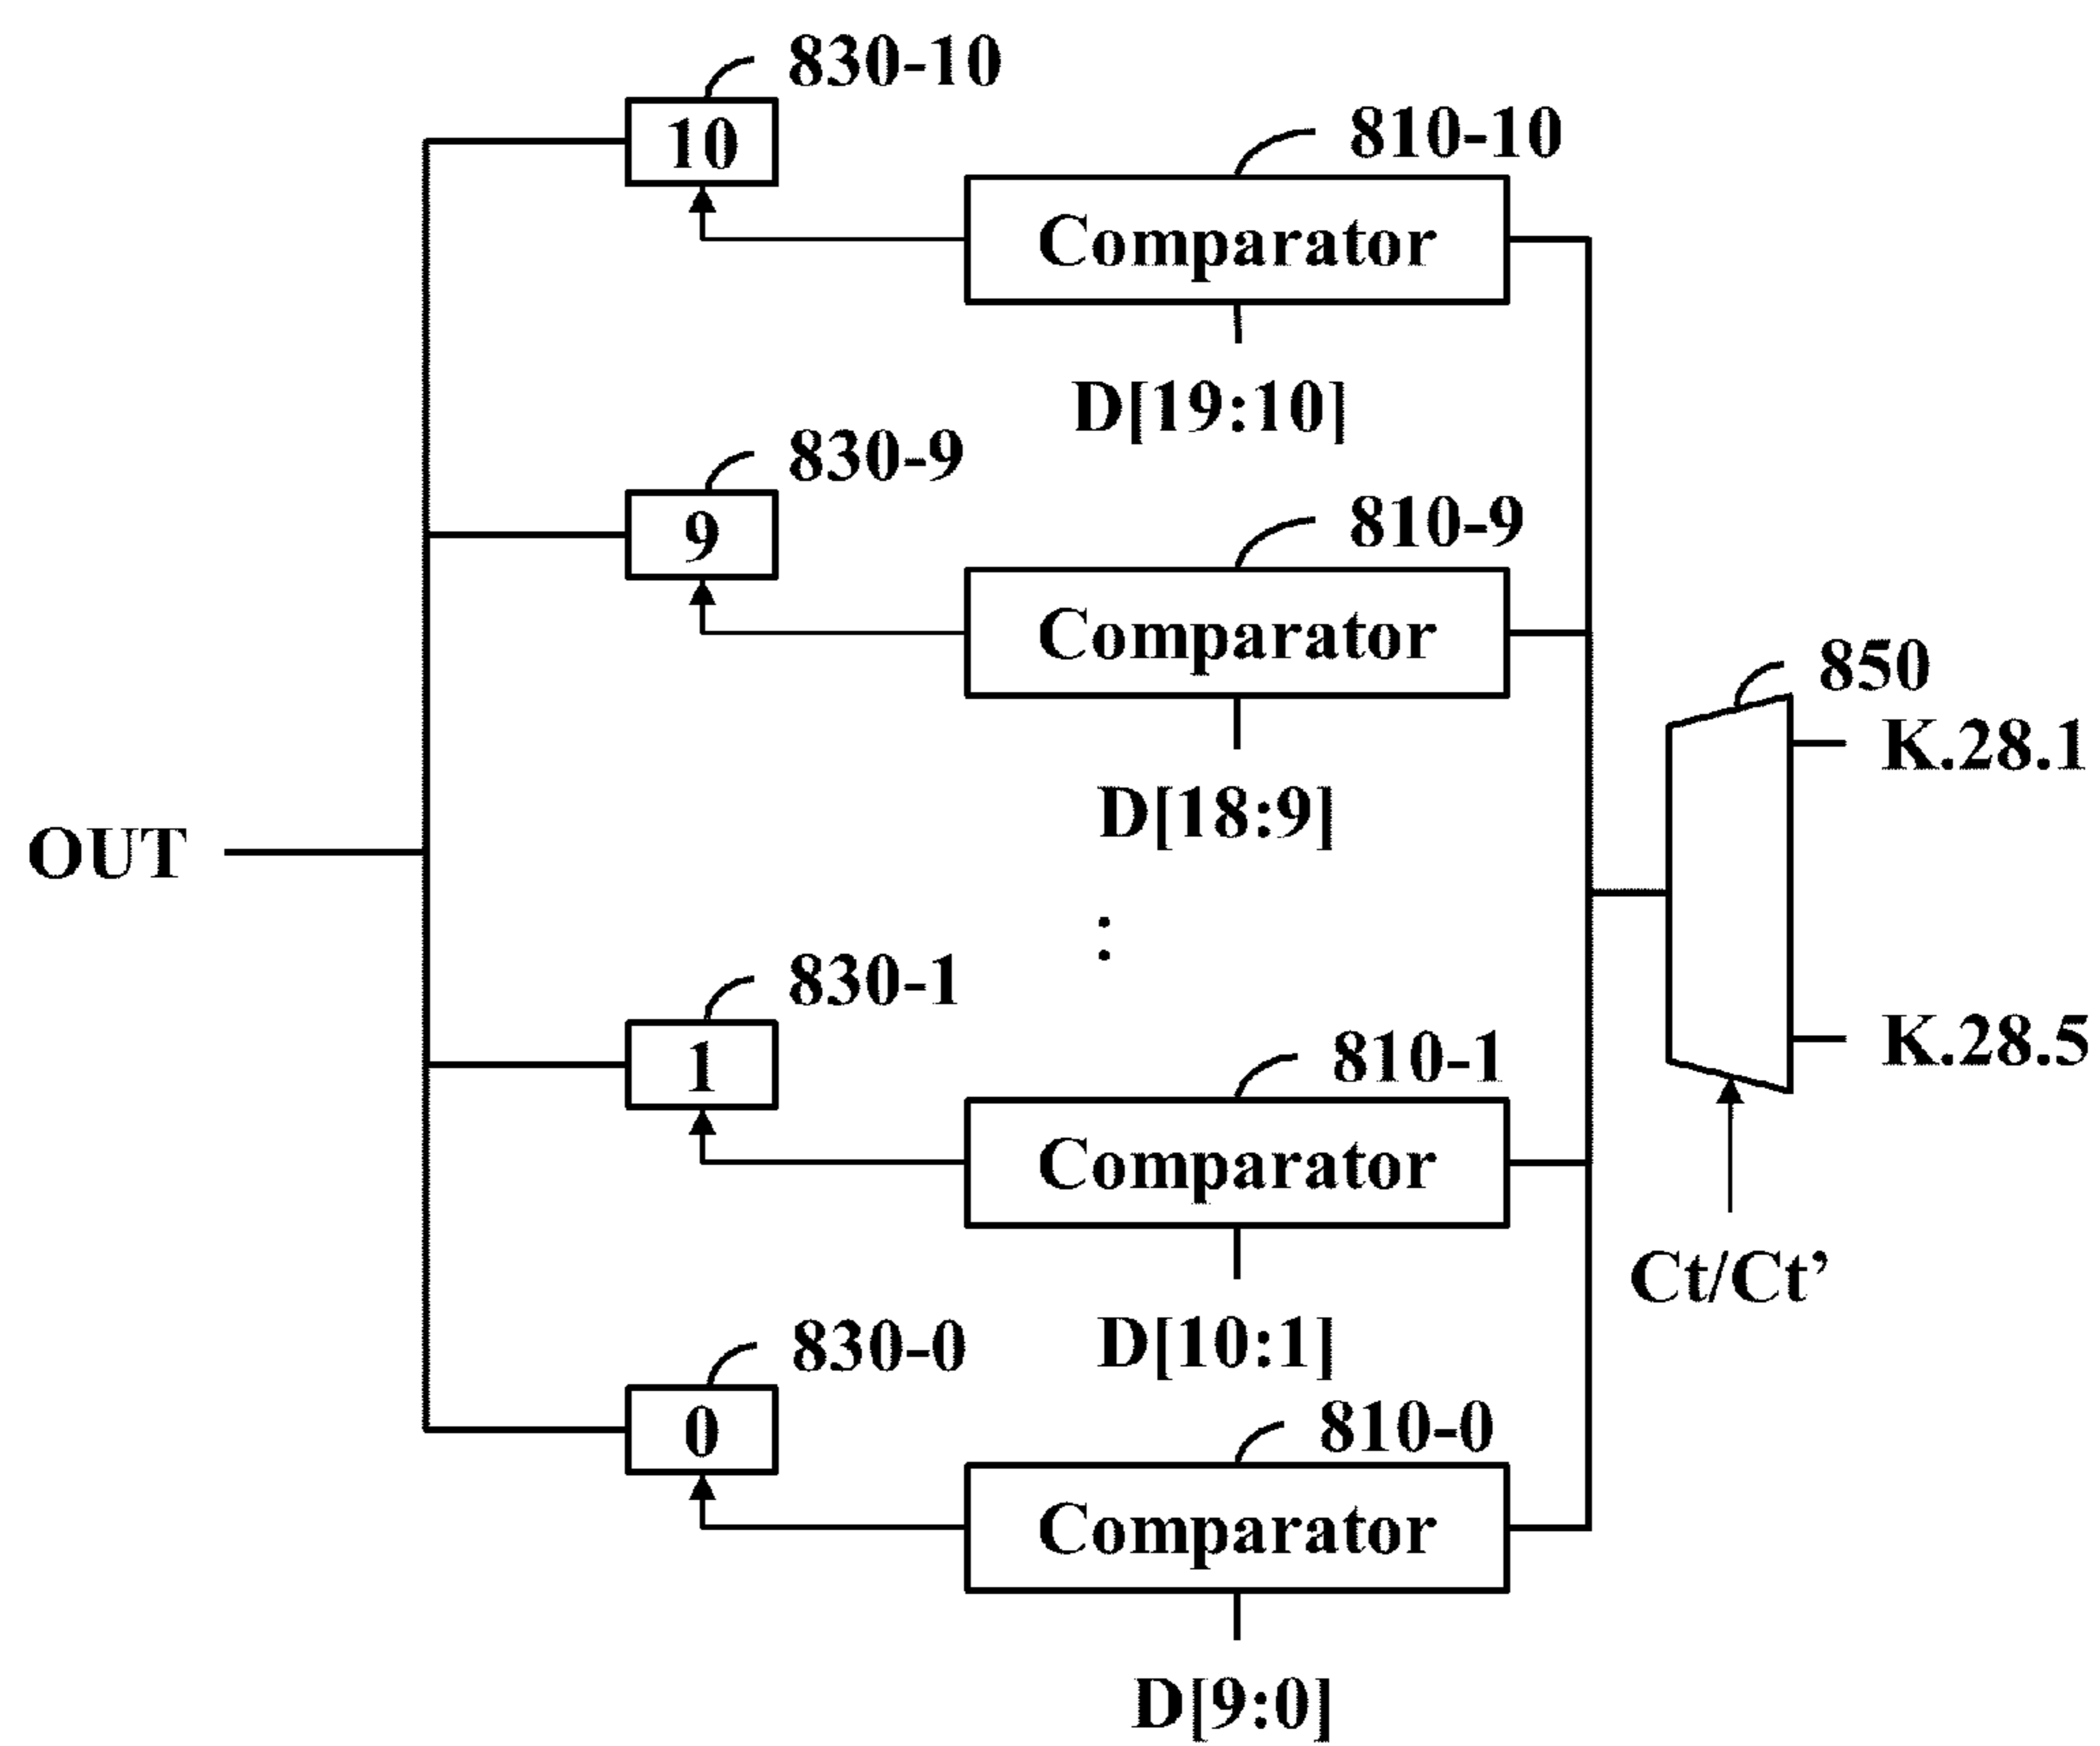 830-10
10
810-10
Comparator
D[19:10]
830-9
9
810-9
Comparator
D[18:9]
850
K.28.1
OUT
:
830-1
1
810-1
Comparator
K.28.5
D[10:1]
Ct/Ct’
830-0
0
810-0
Comparator
D[9:0]